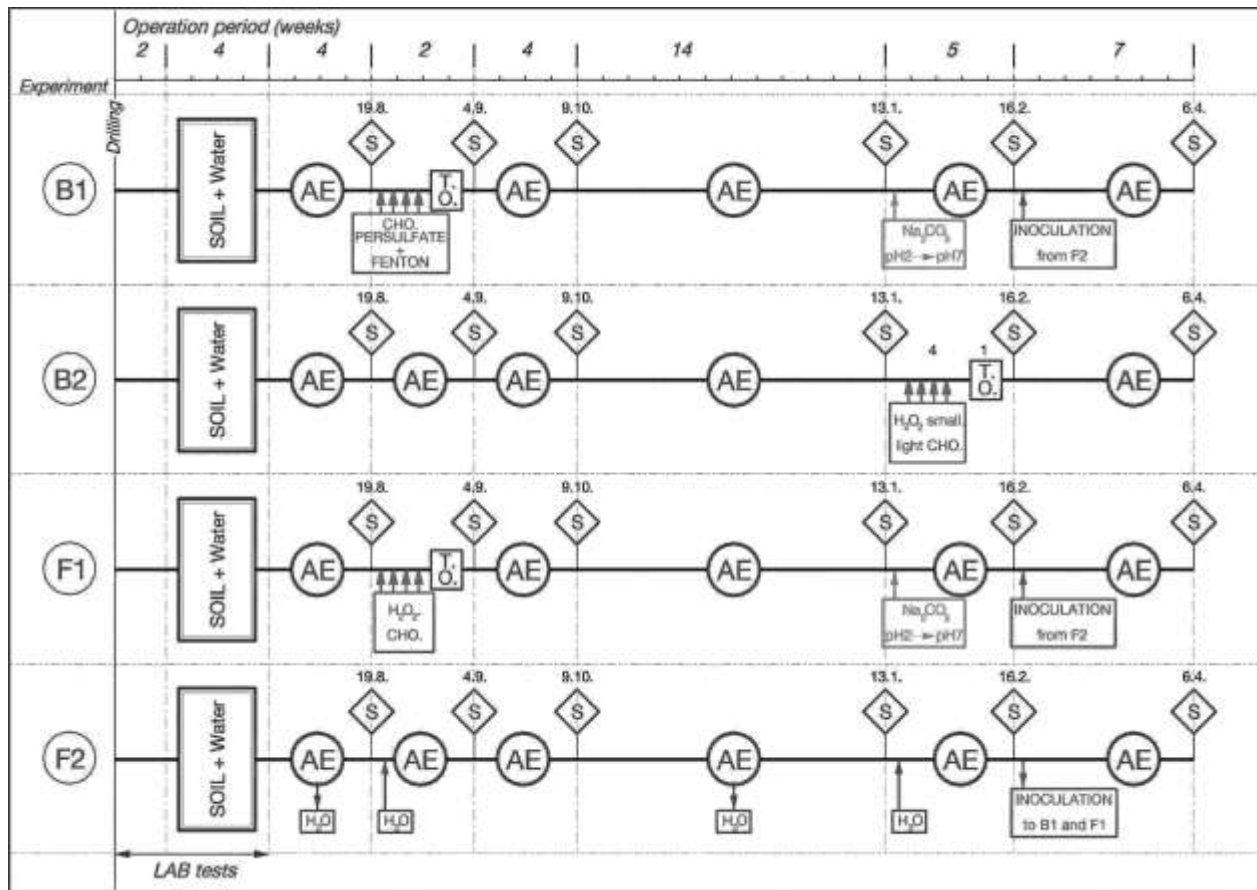 Operation period (weeks)
2 4 4 2 4 14 5 7
Experiment
Drilling
19.8. 4.9. 9.10. 13.1. 16.2. 6.4.
S S S S S S
B1 SOIL + Water AE T. O. AE AE AE AE
CHO.
PERSULFATE
+
FENTON
Na₂CO₃
pH2 → pH7
INOCULATION
from F2
19.8. 4.9. 9.10. 13.1. 16.2. 6.4.
S S S S S S
4 1
B2 SOIL + Water AE AE AE AE T. O. AE
H₂O₂ small.
light CHO.
19.8. 4.9. 9.10. 13.1. 16.2. 6.4.
S S S S S S
F1 SOIL + Water AE T. O. AE AE AE AE
H₂O₂.
CHO.
Na₂CO₃
pH2 → pH7
INOCULATION
from F2
19.8. 4.9. 9.10. 13.1. 16.2. 6.4.
S S S S S S
F2 SOIL + Water AE AE AE AE AE AE
H₂O H₂O H₂O H₂O
INOCULATION
to B1 and F1
LAB tests